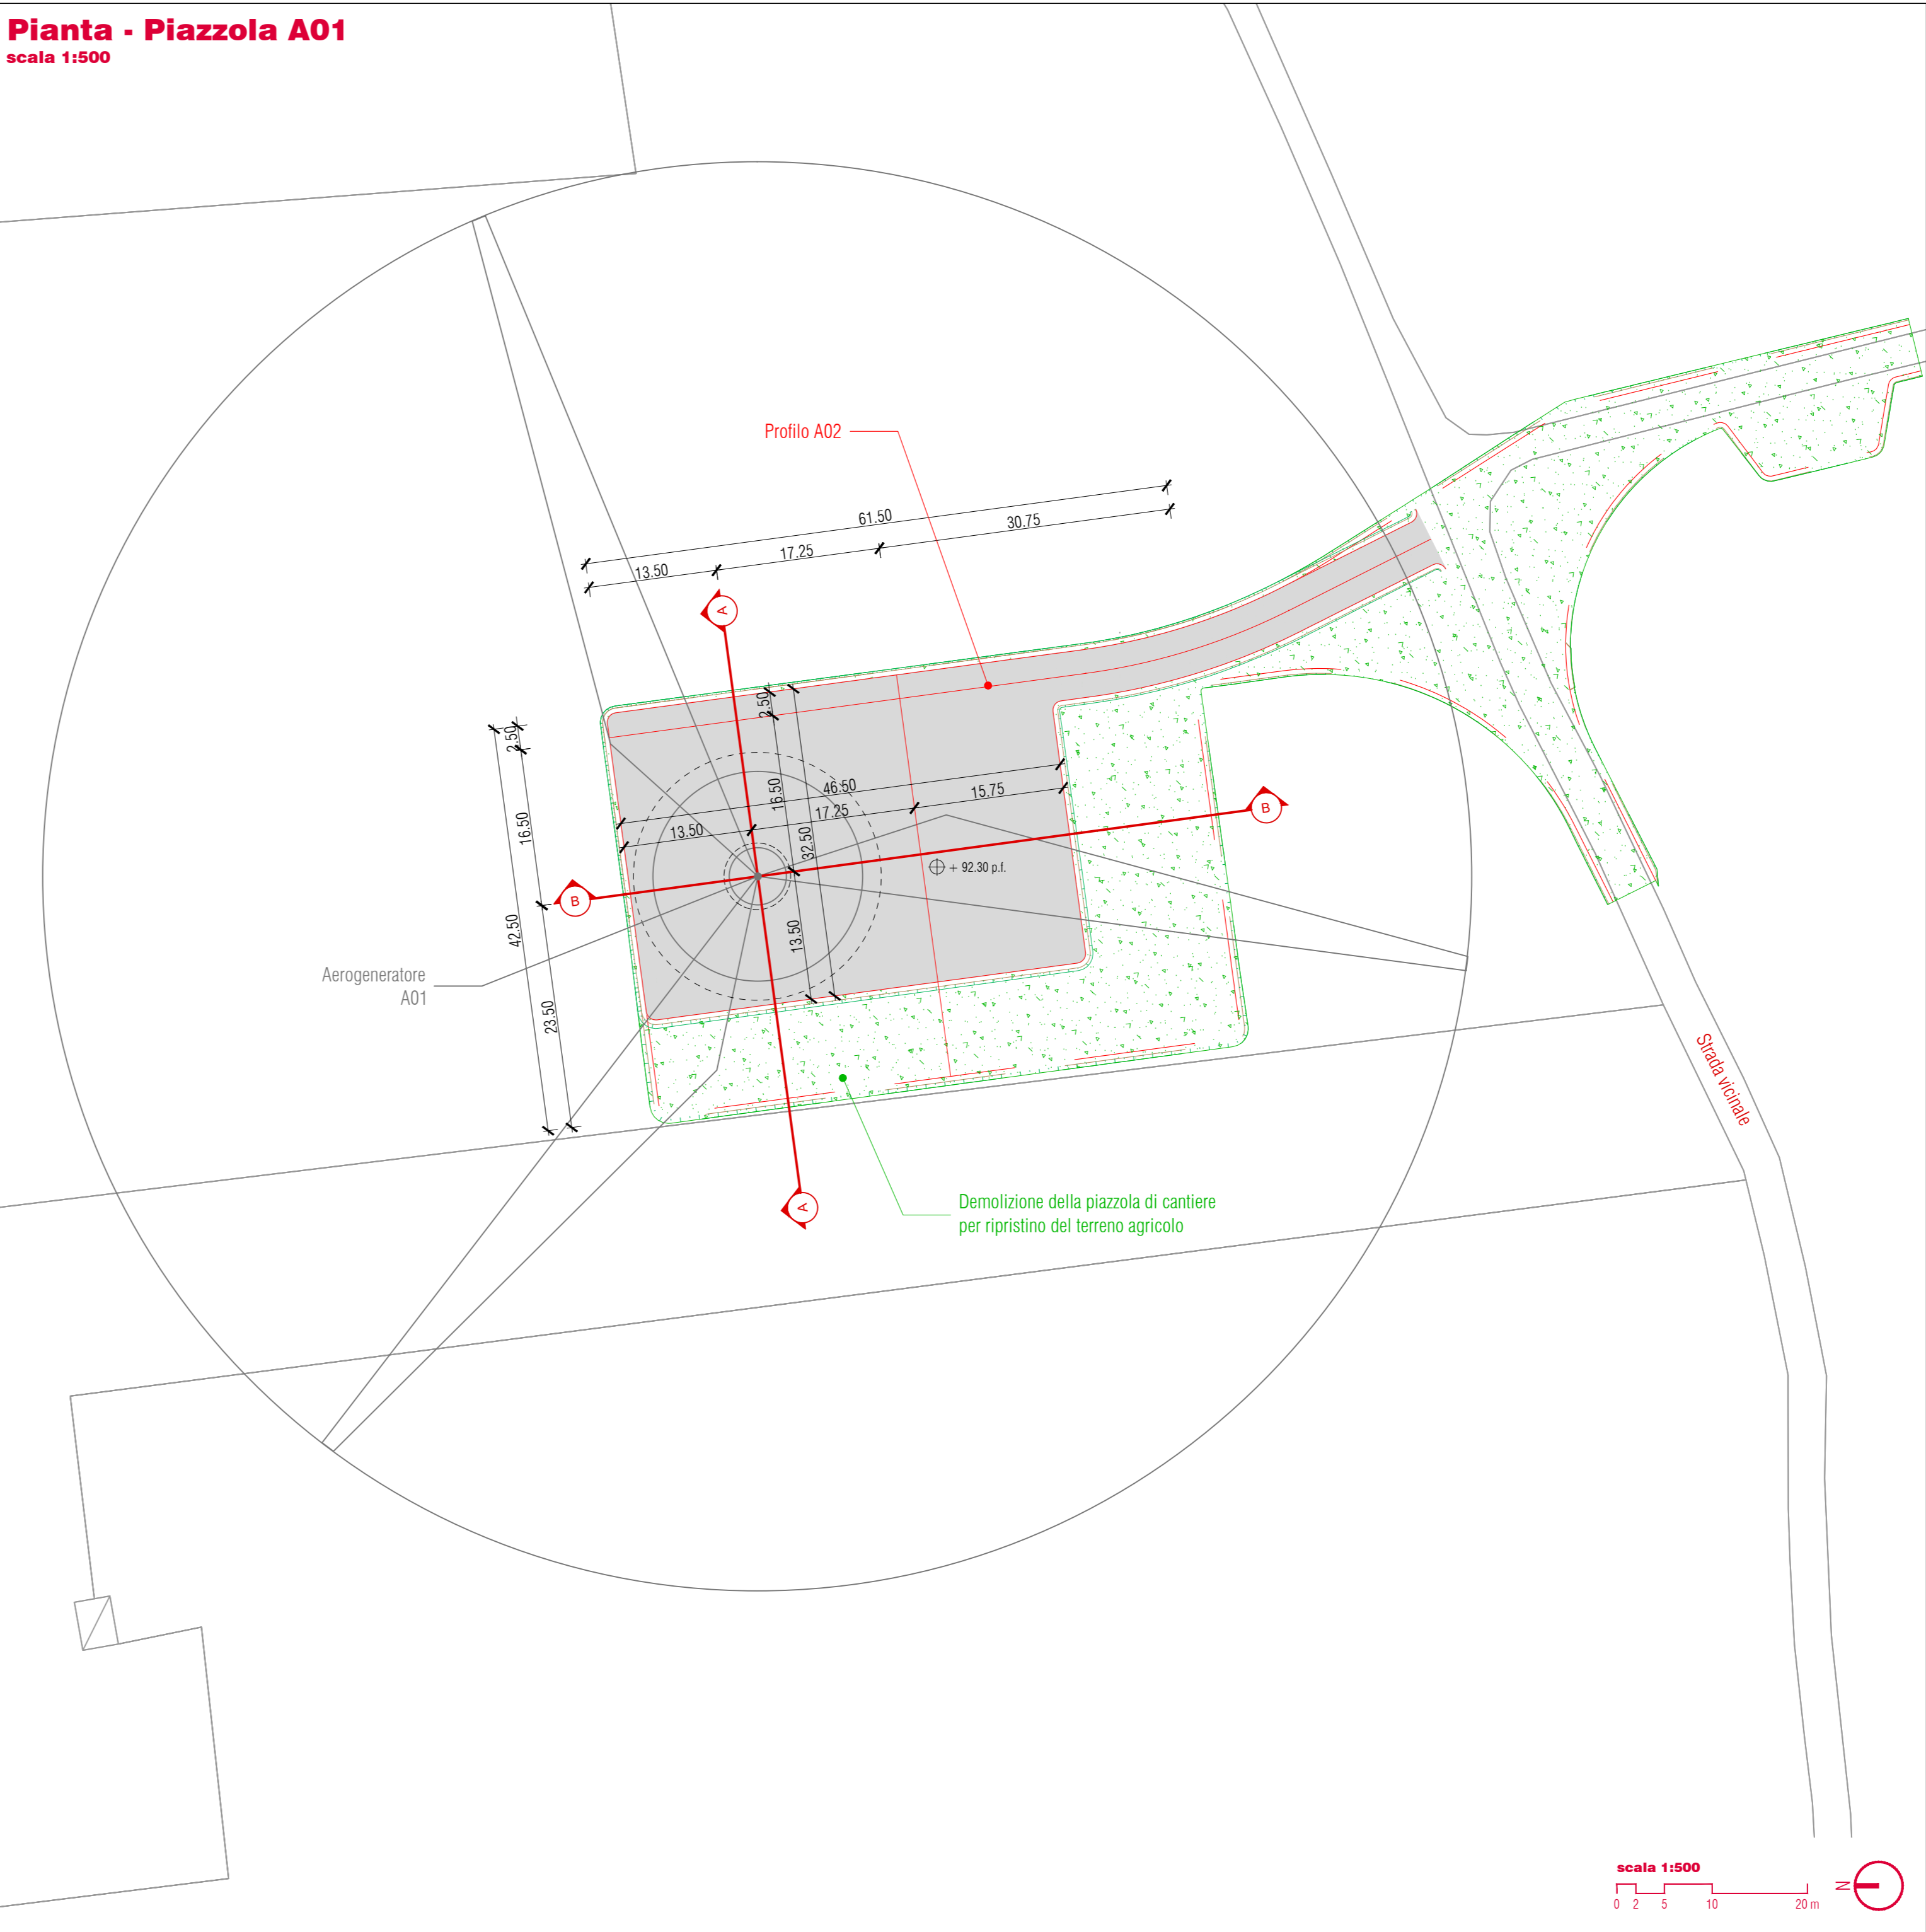 Pianta - Piazzola A01
scala 1:500
Profilo A02
61.50
30.75
17.25
13.50
A
2.50
2.50
46.50
16.50
15.75
17.25
13.50
32.50
16.50
B
+ 92.30 p.f.
B
42.50
13.50
Aerogeneratore
A01
23.50
Strada vicinale
A
Demolizione della piazzola di cantiere
per ripristino del terreno agricolo
scala 1:500
N
0 2 5 10 20 m